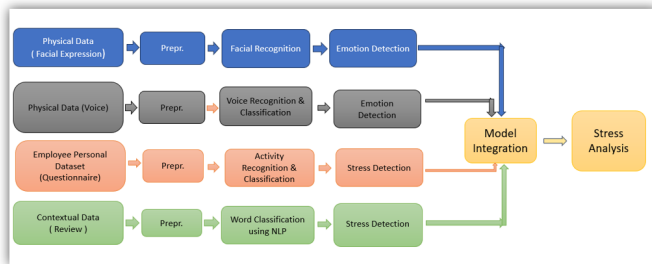 Physical Data
( Facial Expression)
Prepr.
Facial Recognition
Emotion Detection
Physical Data (Voice)
Prepr.
Voice Recognition &
Classification
Emotion
Detection
Employee Personal
Dataset
(Questionnaire)
Prepr.
Activity
Recognition &
Classification
Stress Detection
Contextual Data
( Review )
Prepr.
Word Classification
using NLP
Stress Detection
Model
Integration
Stress
Analysis